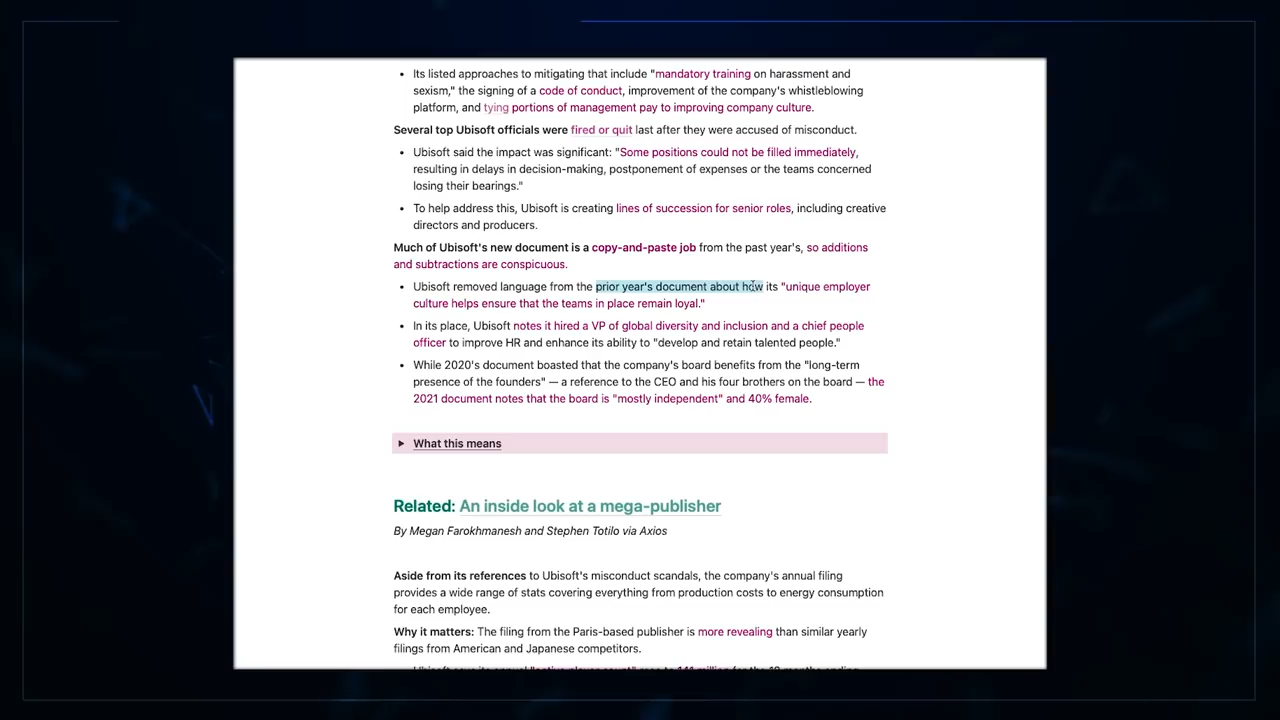 • Its listed approaches to mitigating that include "mandatory training on harassment and
sexism," the signing of a code of conduct, improvement of the company's whistleblowing
platform, and tying portions of management pay to improving company culture.
Several top Ubisoft officials were fired or quit last after they were accused of misconduct.
• Ubisoft said the impact was significant: "Some positions could not be filled immediately,
resulting in delays in decision-making, postponement of expenses or the teams concerned
losing their bearings."
• To help address this, Ubisoft is creating lines of succession for senior roles, including creative
directors and producers.
Much of Ubisoft's new document is a copy-and-paste job from the past year's, so additions
and subtractions are conspicuous.
• Ubisoft removed language from the prior year's document about how its "unique employer
culture helps ensure that the teams in place remain loyal."
• In its place, Ubisoft notes it hired a VP of global diversity and inclusion and a chief people
officer to improve HR and enhance its ability to "develop and retain talented people."
• While 2020's document boasted that the company's board benefits from the "long-term
presence of the founders" — a reference to the CEO and his four brothers on the board — the
2021 document notes that the board is "mostly independent" and 40% female.
What this means
Related: An inside look at a mega-publisher
By Megan Farokhmanesh and Stephen Totilo via Axios
Aside from its references to Ubisoft's misconduct scandals, the company's annual filing
provides a wide range of stats covering everything from production costs to energy consumption
for each employee.
Why it matters: The filing from the Paris-based publisher is more revealing than similar yearly
filings from American and Japanese competitors.